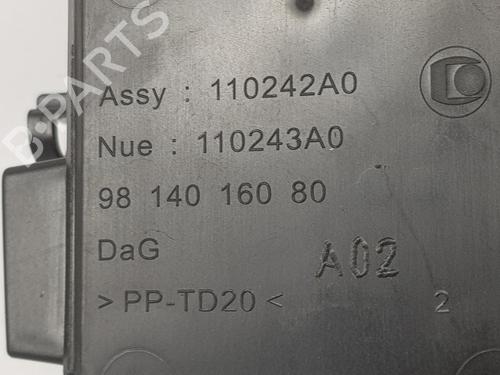 B-PARTS
Assy : 110242A0
Nue : 110243A0
98 140 160 80
DaG
A02
> PP-TD20 <
2